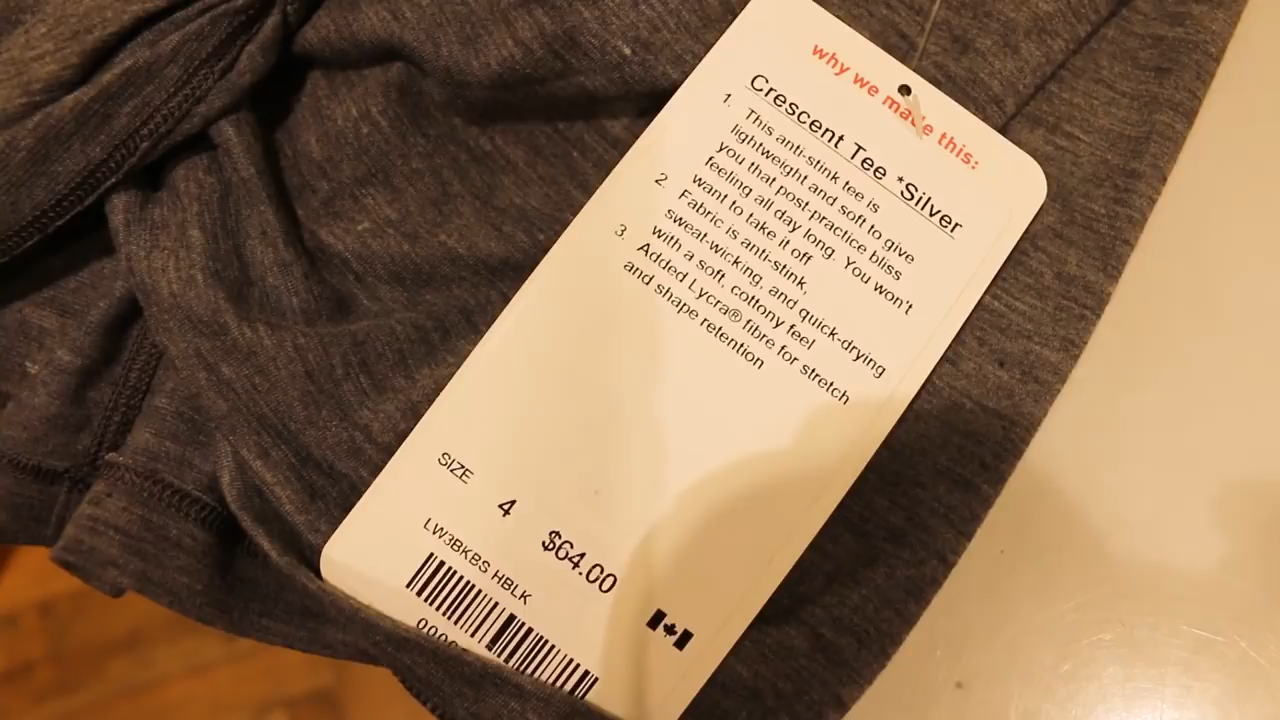 why we made this:
Crescent Tee *Silver
1. This anti-stink tee is
lightweight and soft to give
you that post-practice bliss
feeling all day long. You won't
want to take it off
2. Fabric is anti-stink,
sweat-wicking, and quick-drying
with a soft, cottony feel
3. Added Lycra® fibre for stretch
and shape retention
SIZE
4
$64.00
LW3BKBS HBLK